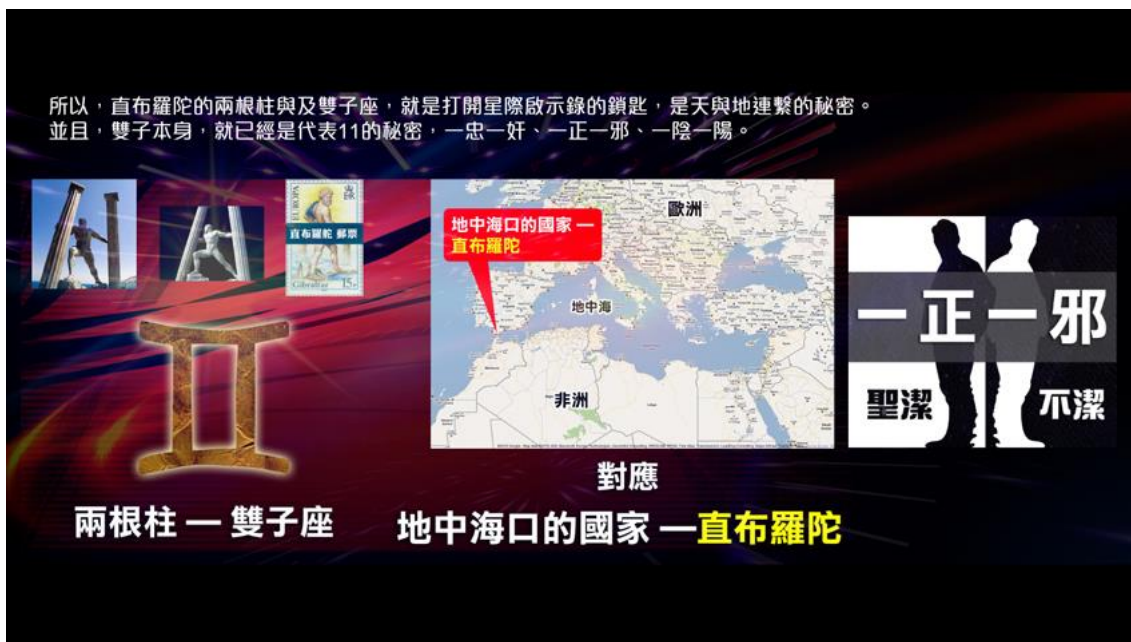 所以，直布羅陀的兩根柱與及雙子座，就是打開星際啟示錄的鎖匙，是天與地連繫的秘密。
並且，雙子本身，就已經是代表11的秘密，一忠一奸、一正一邪、一陰一陽。
EUROPA
直布羅陀 郵票
Gibraltar 15p
地中海口的國家 —
直布羅陀
歐洲
地中海
非洲
一正一邪
聖潔
不潔
兩根柱 — 雙子座
對應
地中海口的國家 —直布羅陀